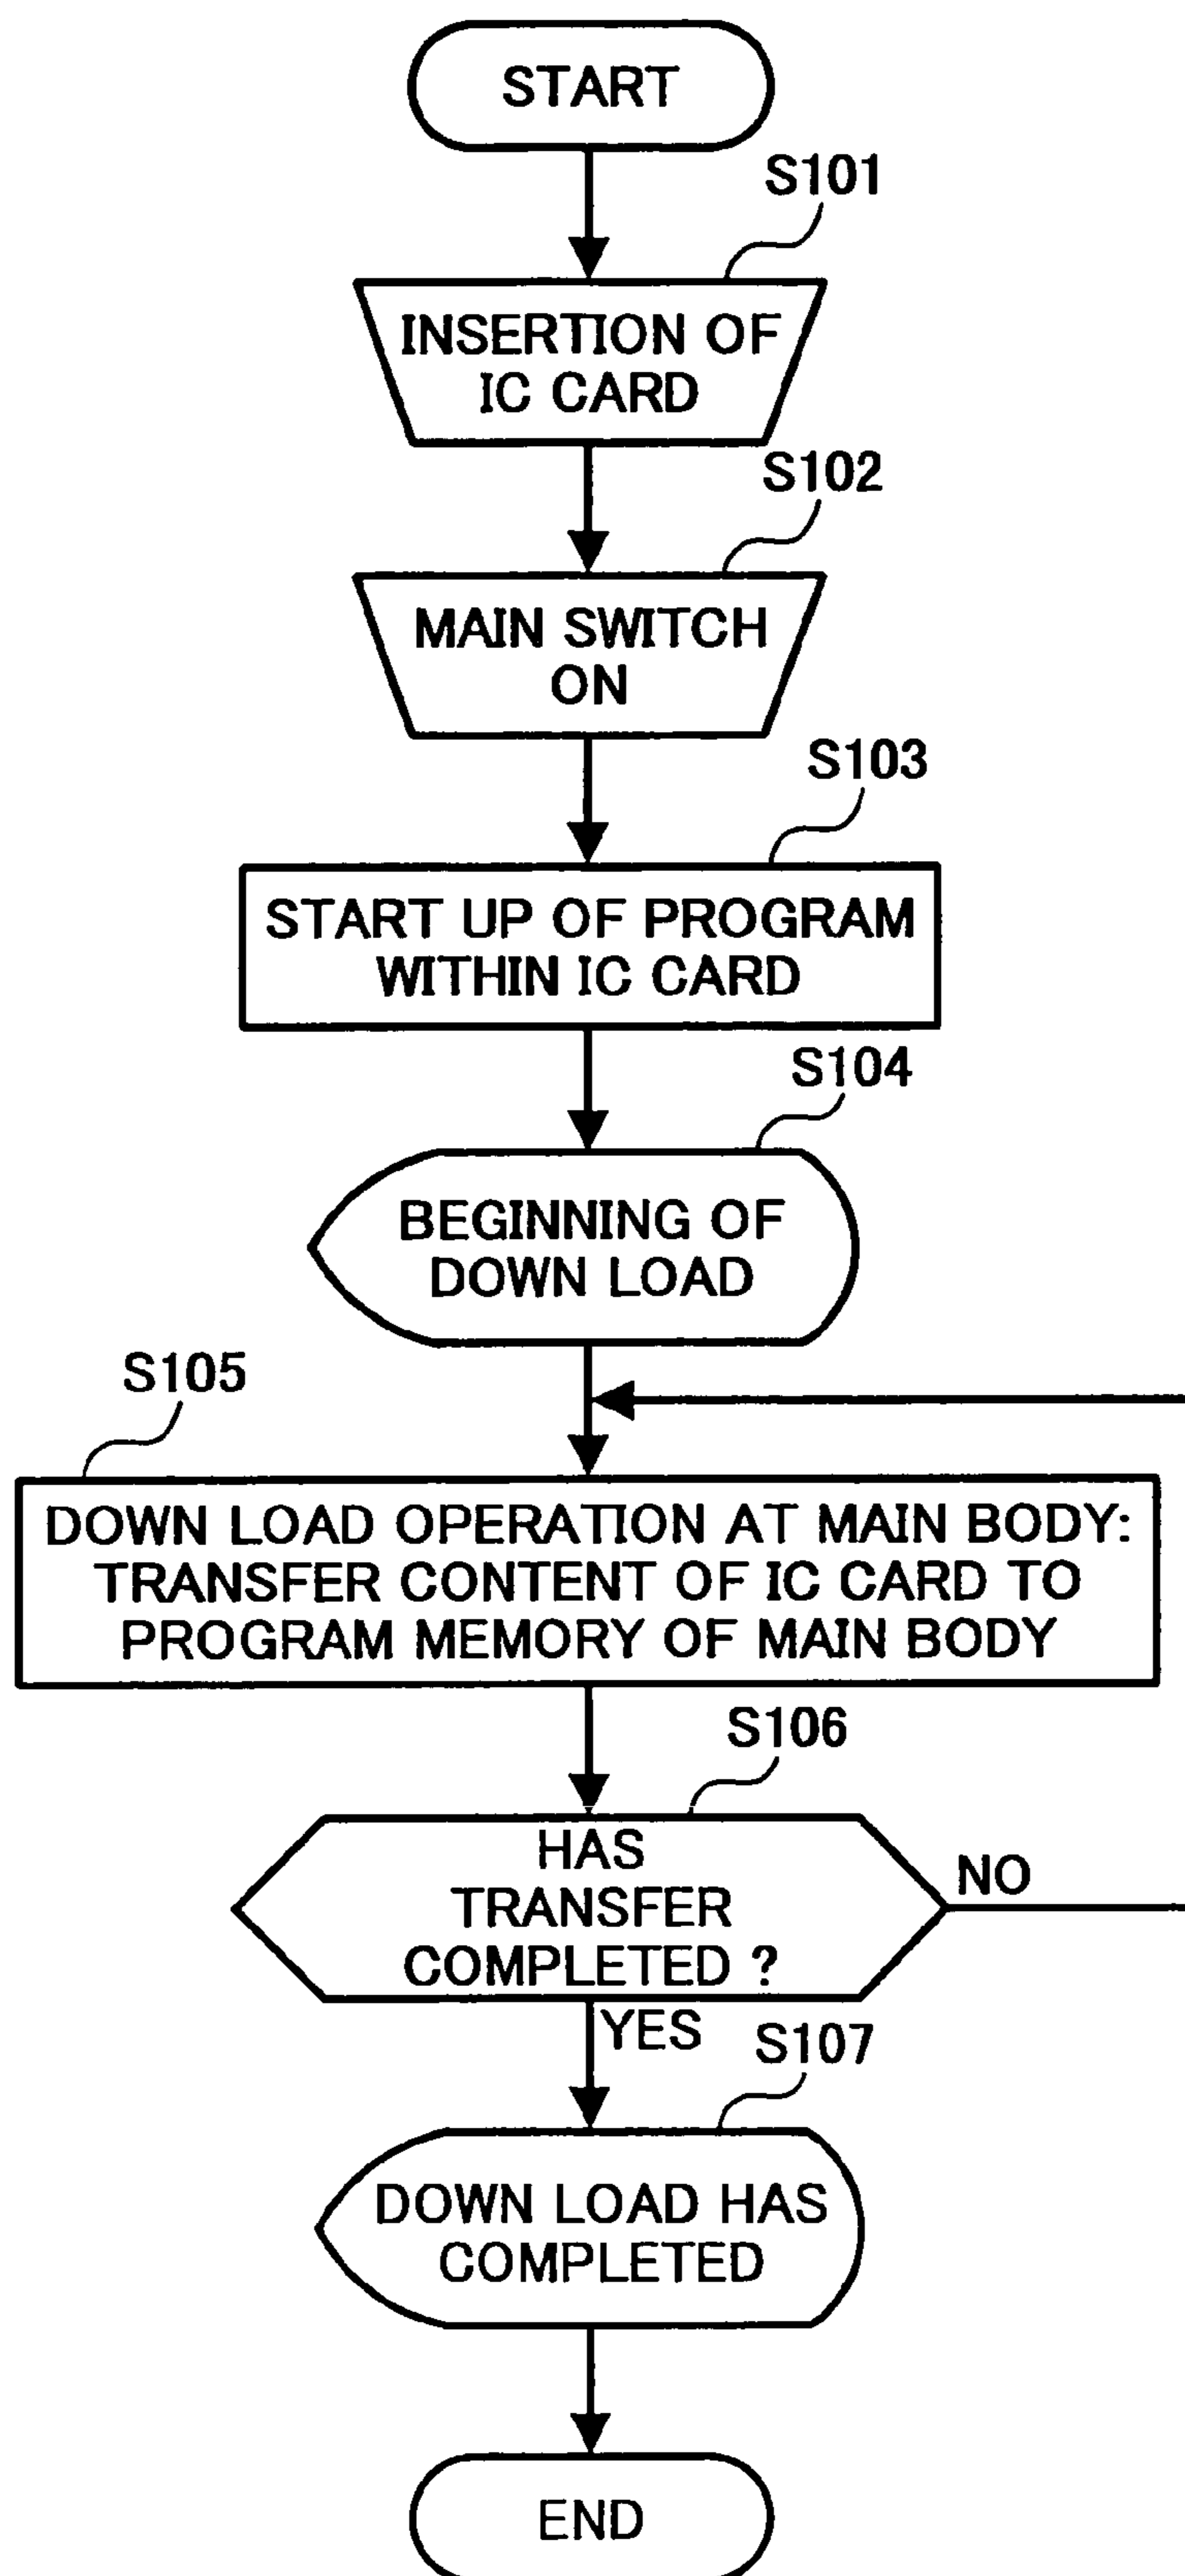 START
S101
INSERTION OF
IC CARD
S102
MAIN SWITCH
ON
S103
START UP OF PROGRAM
WITHIN IC CARD
S104
BEGINNING OF
DOWN LOAD
S105
DOWN LOAD OPERATION AT MAIN BODY:
TRANSFER CONTENT OF IC CARD TO
PROGRAM MEMORY OF MAIN BODY
S106
HAS
TRANSFER
COMPLETED ?
NO
YES
S107
DOWN LOAD HAS
COMPLETED
END